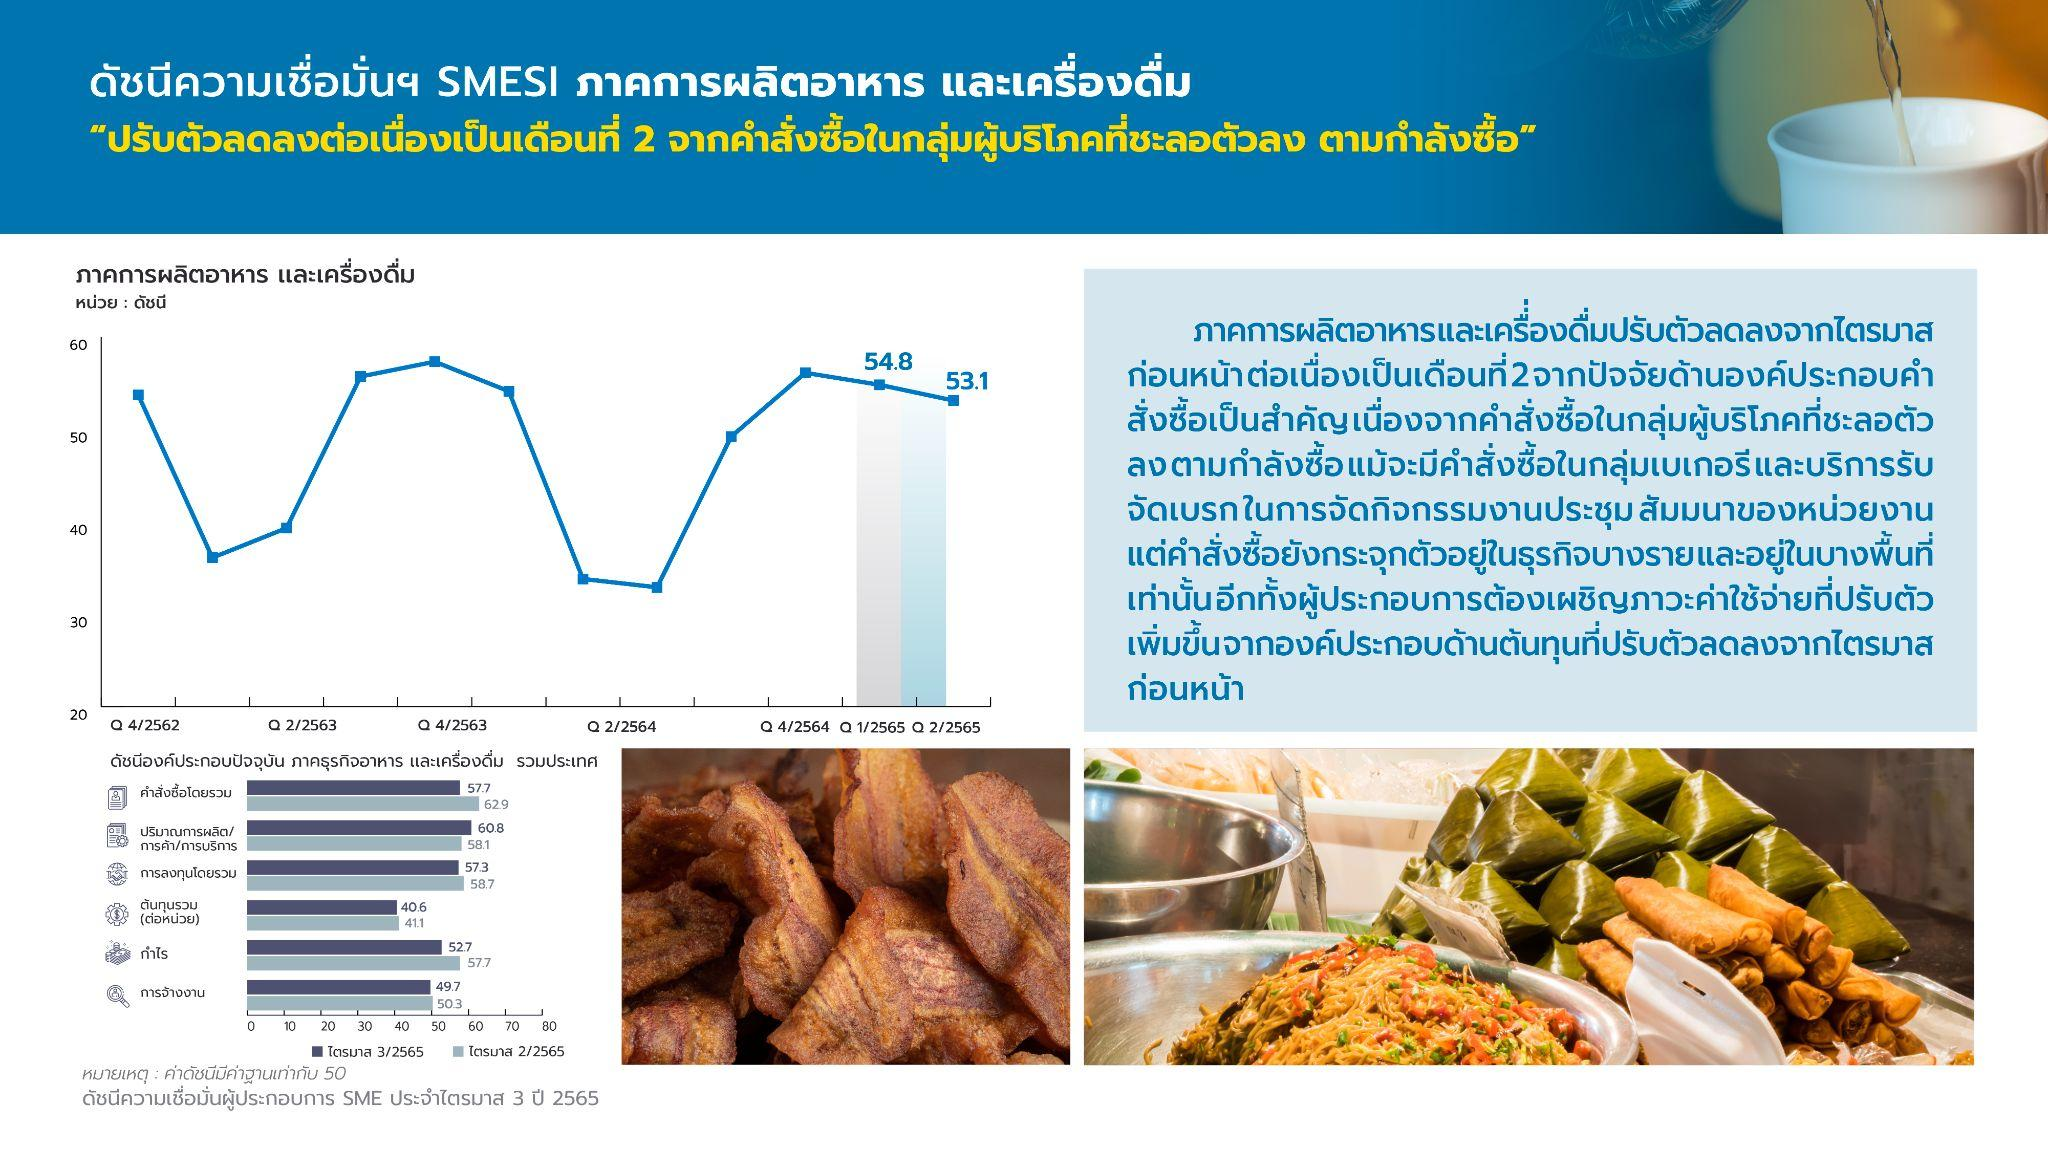 ดัชนีความเชื่อมั่นฯ SMESI ภาคการผลิตอาหาร และเครื่องดื่ม
“ปรับตัวลดลงต่อเนื่องเป็นเดือนที่ 2 จากคำสั่งซื้อในกลุ่มผู้บริโภคที่ชะลอตัวลง ตามกำลังซื้อ”
ภาคการผลิตอาหาร และเครื่องดื่ม
หน่วย : ดัชนี
60
50
40
30
20
54.8
53.1
Q 4/2562 Q 2/2563 Q 4/2563 Q 2/2564 Q 4/2564 Q 1/2565 Q 2/2565
ภาคการผลิตอาหารและเครื่องดื่มปรับตัวลดลงจากไตรมาส
ก่อนหน้าต่อเนื่องเป็นเดือนที่ 2 จากปัจจัยด้านองค์ประกอบคำ
สั่งซื้อเป็นสำคัญ เนื่องจากคำสั่งซื้อในกลุ่มผู้บริโภคที่ชะลอตัว
ลง ตามกำลังซื้อ แม้จะมีคำสั่งซื้อในกลุ่มเบเกอรี และบริการรับ
จัดเบรก ในการจัดกิจกรรมงานประชุม สัมมนาของหน่วยงาน
แต่คำสั่งซื้อยังกระจุกตัวอยู่ในธุรกิจบางรายและอยู่ในบางพื้นที่
เท่านั้น อีกทั้งผู้ประกอบการต้องเผชิญภาวะค่าใช้จ่ายที่ปรับตัว
เพิ่มขึ้น จากองค์ประกอบด้านต้นทุนที่ปรับตัวลดลงจากไตรมาส
ก่อนหน้า
ดัชนีองค์ประกอบปัจจุบัน ภาคธุรกิจอาหาร และเครื่องดื่ม รวมประเทศ
คำสั่งซื้อโดยรวม
57.7
62.9
ปริมาณการผลิต/
การค้า/การบริการ
60.8
58.1
การลงทุนโดยรวม
57.3
58.7
ต้นทุนรวม
(ต่อหน่วย)
40.6
41.1
กำไร
52.7
57.7
การจ้างงาน
49.7
50.3
0 10 20 30 40 50 60 70 80
ไตรมาส 3/2565 ไตรมาส 2/2565
หมายเหตุ : ค่าดัชนีมีค่าฐานเท่ากับ 50
ดัชนีความเชื่อมั่นผู้ประกอบการ SME ประจำไตรมาส 3 ปี 2565